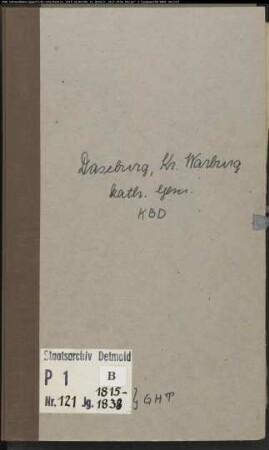 Daseburg, Kr. Warburg
kath. Gem.
KBD
Staatsarchiv Detmold
P 1
B
1815-
Nr. 121 Jg. 1838
} GHT